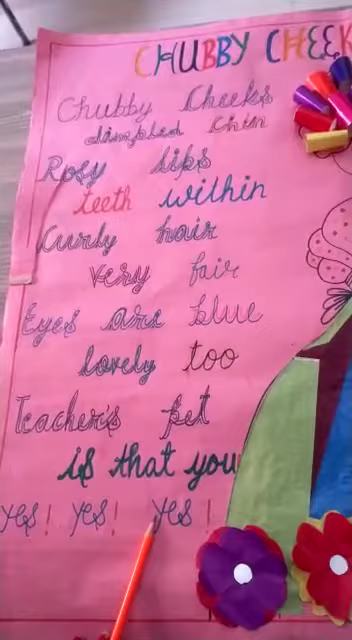 CHUBBY CHEEK
Chubby Cheeks
dimpled Chin
Rosy lips
teeth within
Curly hair
very fair
Eyes are blue
lovely too
Teacher's pet
is that you
yes! yes! yes!